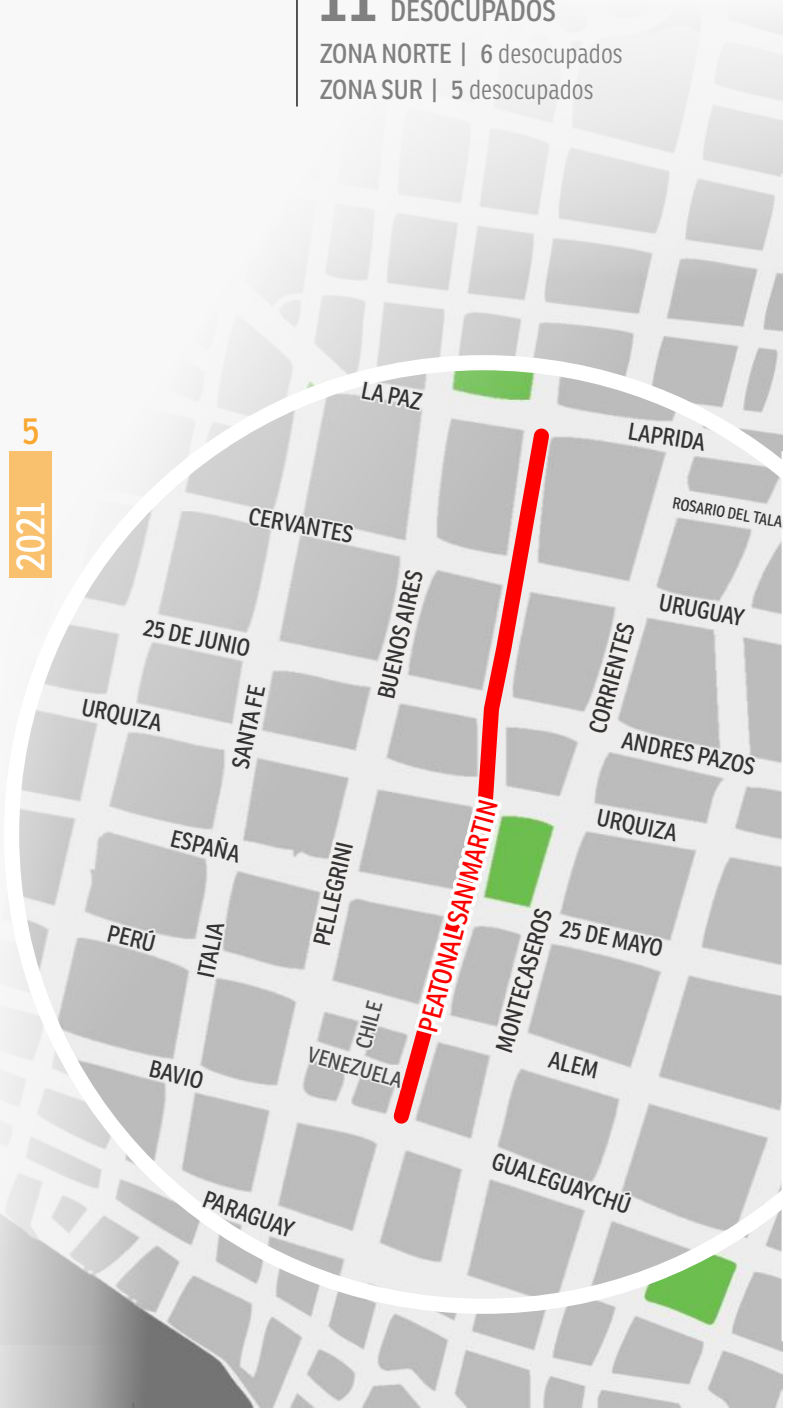 11 DESOCUPADOS
ZONA NORTE | 6 desocupados
ZONA SUR | 5 desocupados
LA PAZ
LAPRIDA
5
2021
ROSARIO DEL TALA
CERVANTES
URUGUAY
BUENOS AIRES
25 DE JUNIO
CORRIENTES
SANTA FE
URQUIZA
ANDRES PAZOS
URQUIZA
ESPAÑA
PELLEGRINI
PEATONAL SAN MARTIN
25 DE MAYO
MONTECASEROS
PERÚ
ITALIA
CHILE
VENEZUELA
ALEM
BAVIO
GUALEGUAYCHÚ
PARAGUAY